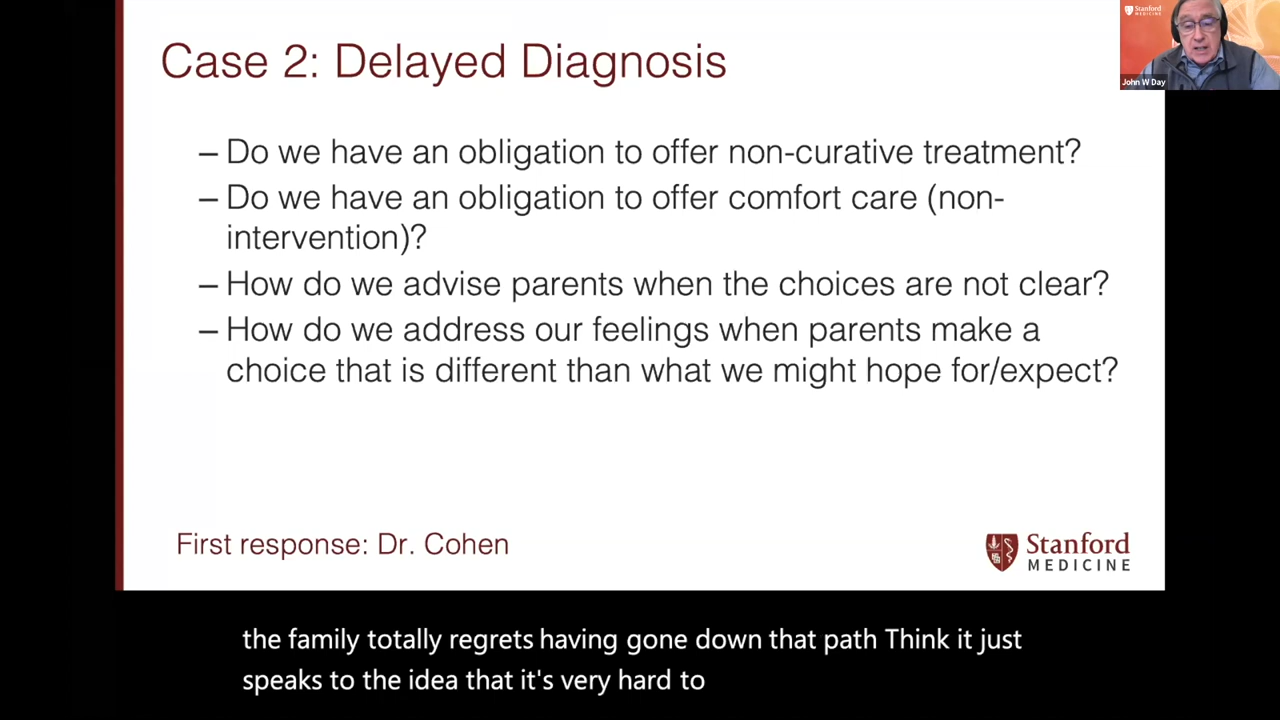 Case 2: Delayed Diagnosis
Stanford
MEDICINE
John W Day
– Do we have an obligation to offer non-curative treatment?
– Do we have an obligation to offer comfort care (non-
intervention)?
– How do we advise parents when the choices are not clear?
– How do we address our feelings when parents make a
choice that is different than what we might hope for/expect?
First response: Dr. Cohen
Stanford
MEDICINE
the family totally regrets having gone down that path Think it just
speaks to the idea that it's very hard to